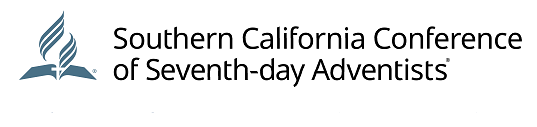 Southern California Conference
of Seventh-day Adventists®